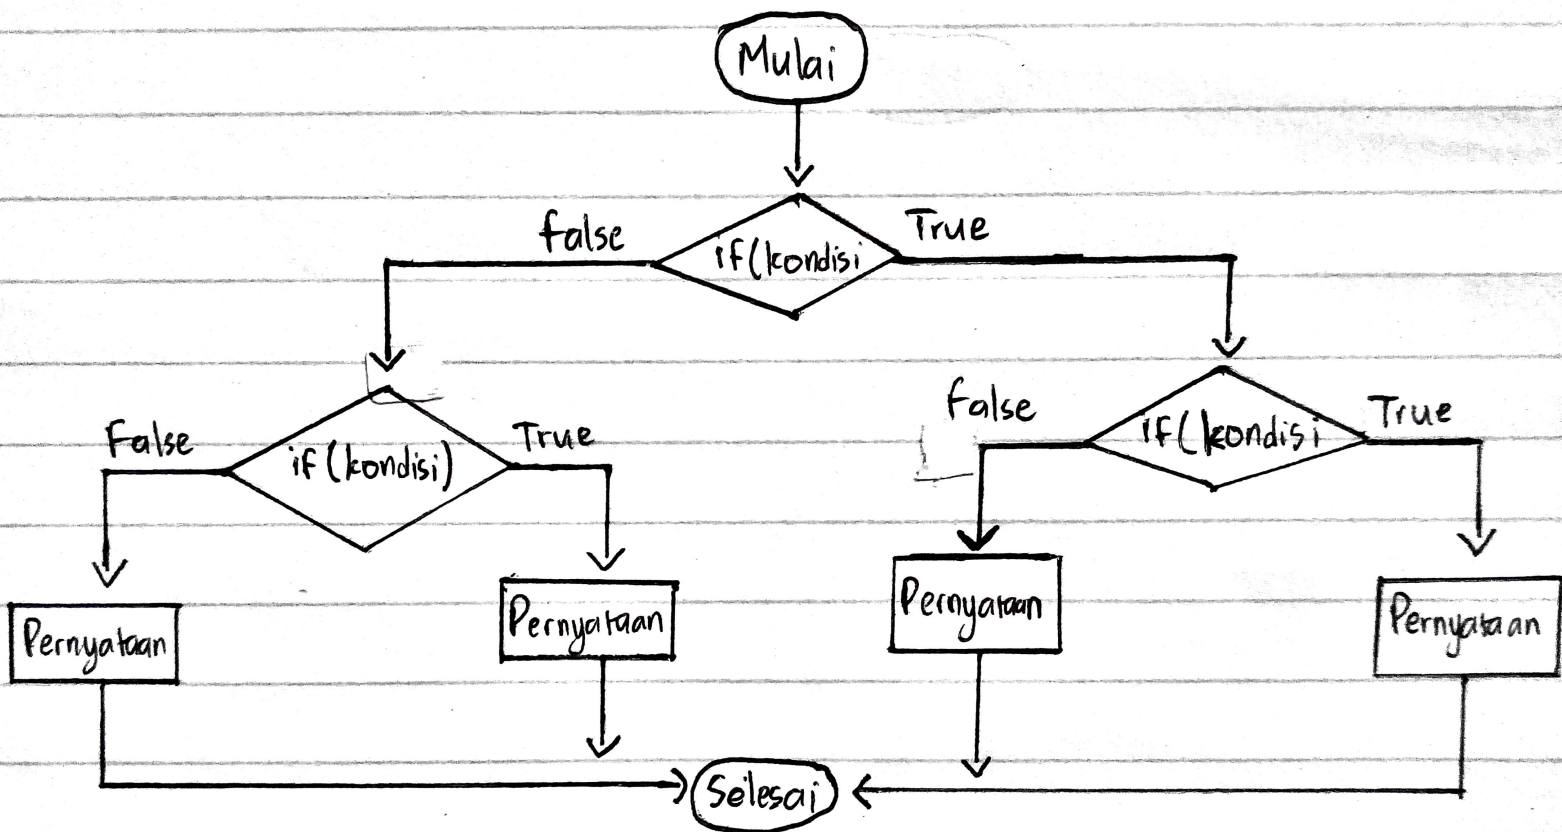 Mulai
False
True
if(kondisi
False
True
if(kondisi
False
True
if(kondisi)
Pernyataan
Pernyataan
Pernyataan
Pernyataan
Selesai